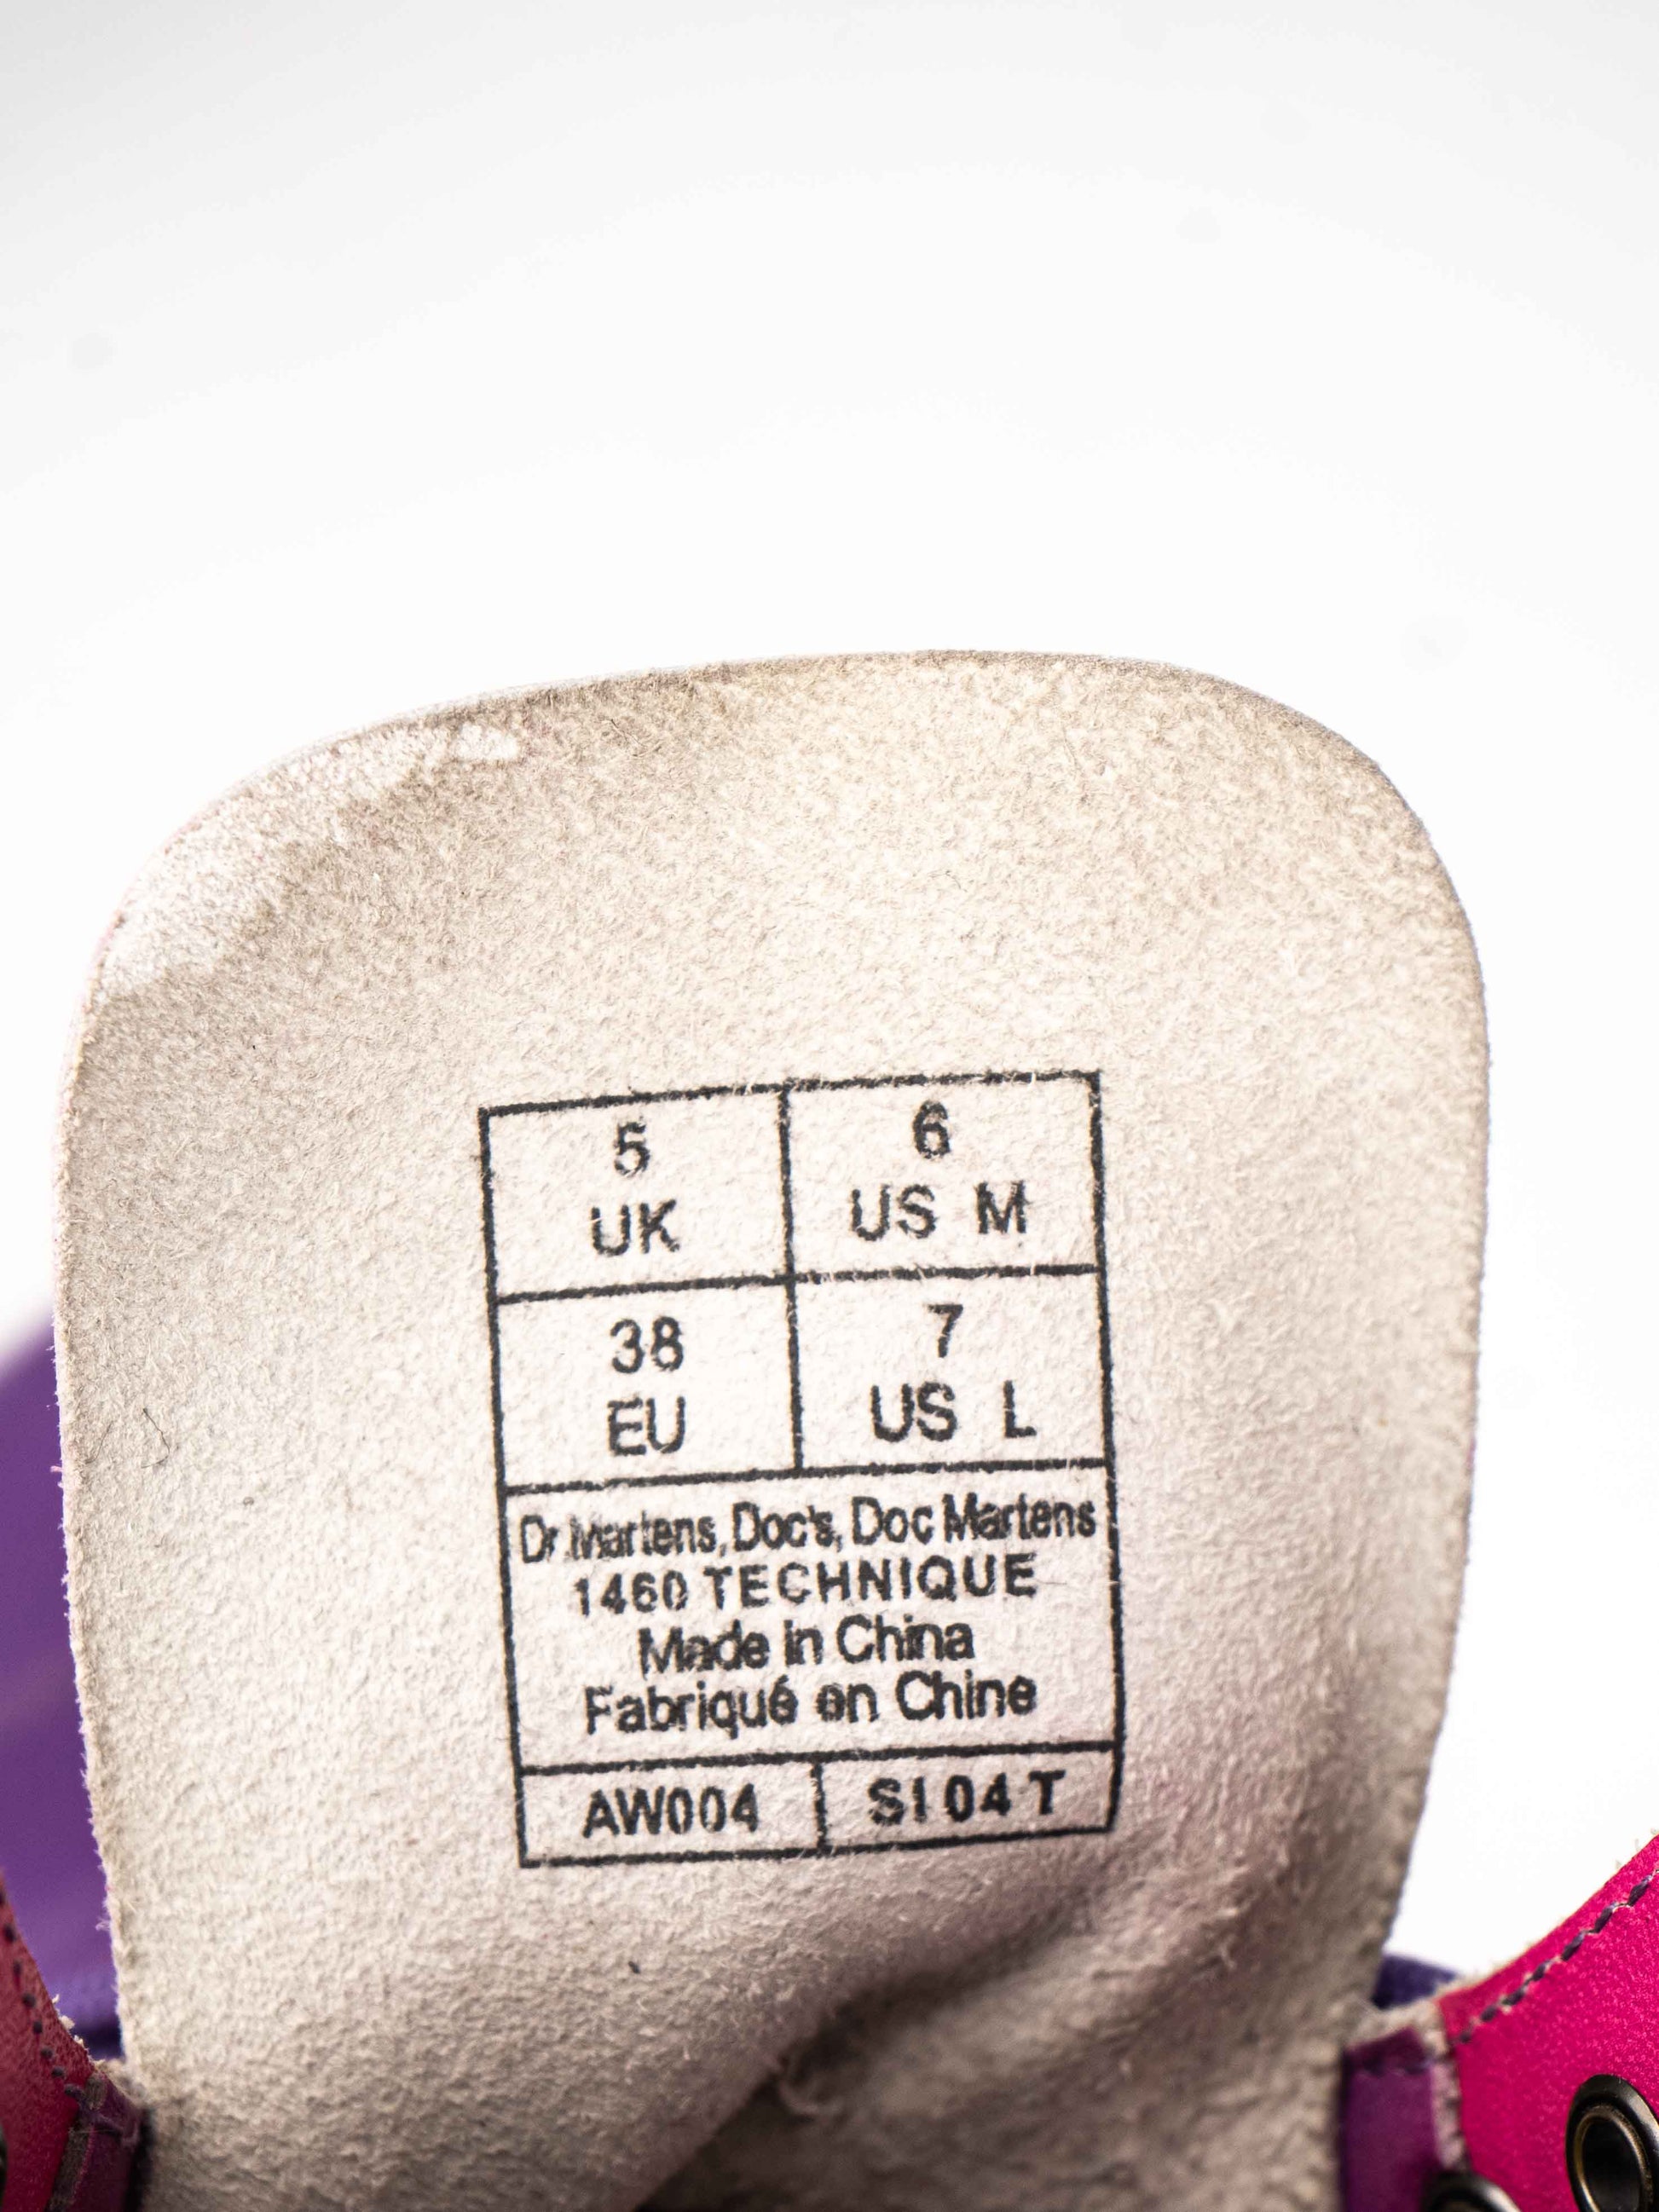 5
UK
6
US M
38
EU
7
US L
Dr Martens, Doc's, Doc Martens
1460 TECHNIQUE
Made in China
Fabriqué en Chine
AW004
SI 04 T